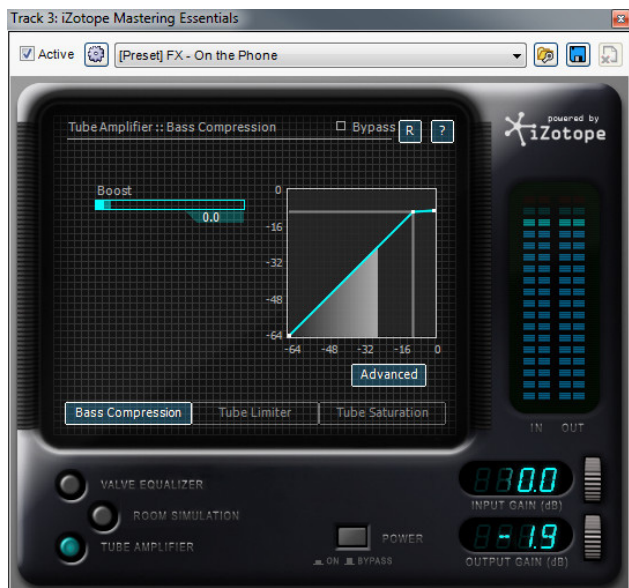 Track 3: iZotope Mastering Essentials
Active [Preset] FX - On the Phone
Tube Amplifier :: Bass Compression Bypass R ?
powered by
iZotope
Boost
0.0
0
-16
-32
-48
-64
-64 -48 -32 -16 0
Advanced
Bass Compression Tube Limiter Tube Saturation
IN OUT
VALVE EQUALIZER
ROOM SIMULATION
TUBE AMPLIFIER
POWER
ON BYPASS
0.0
INPUT GAIN (dB)
-1.9
OUTPUT GAIN (dB)